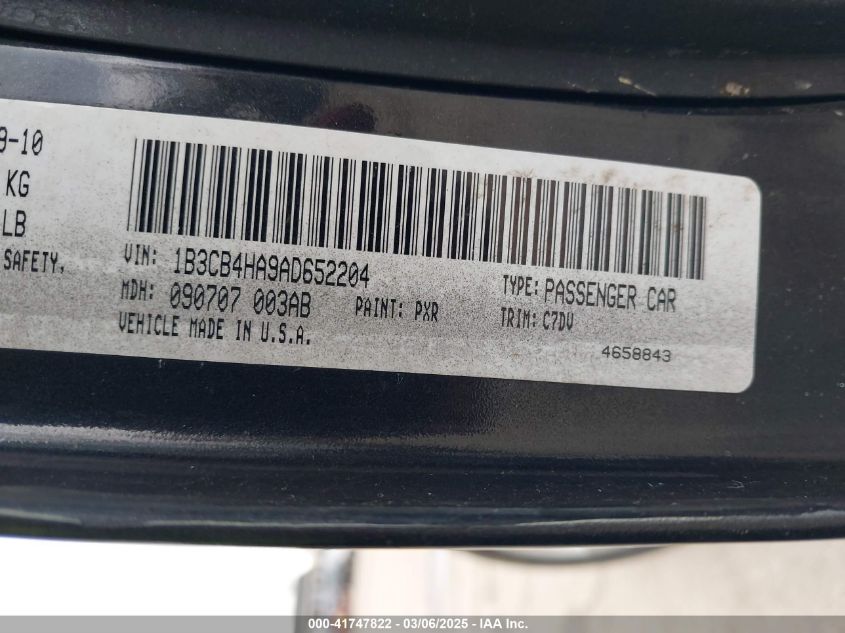 9-10
KG
LB
SAFETY,
VIN: 1B3CB4HA9AD652204
TYPE: PASSENGER CAR
MDH: 090707 003AB PAINT: PXR
TRIM: C7DV
VEHICLE MADE IN U.S.A.
4658843
000-41747822 - 03/06/2025 - IAA Inc.